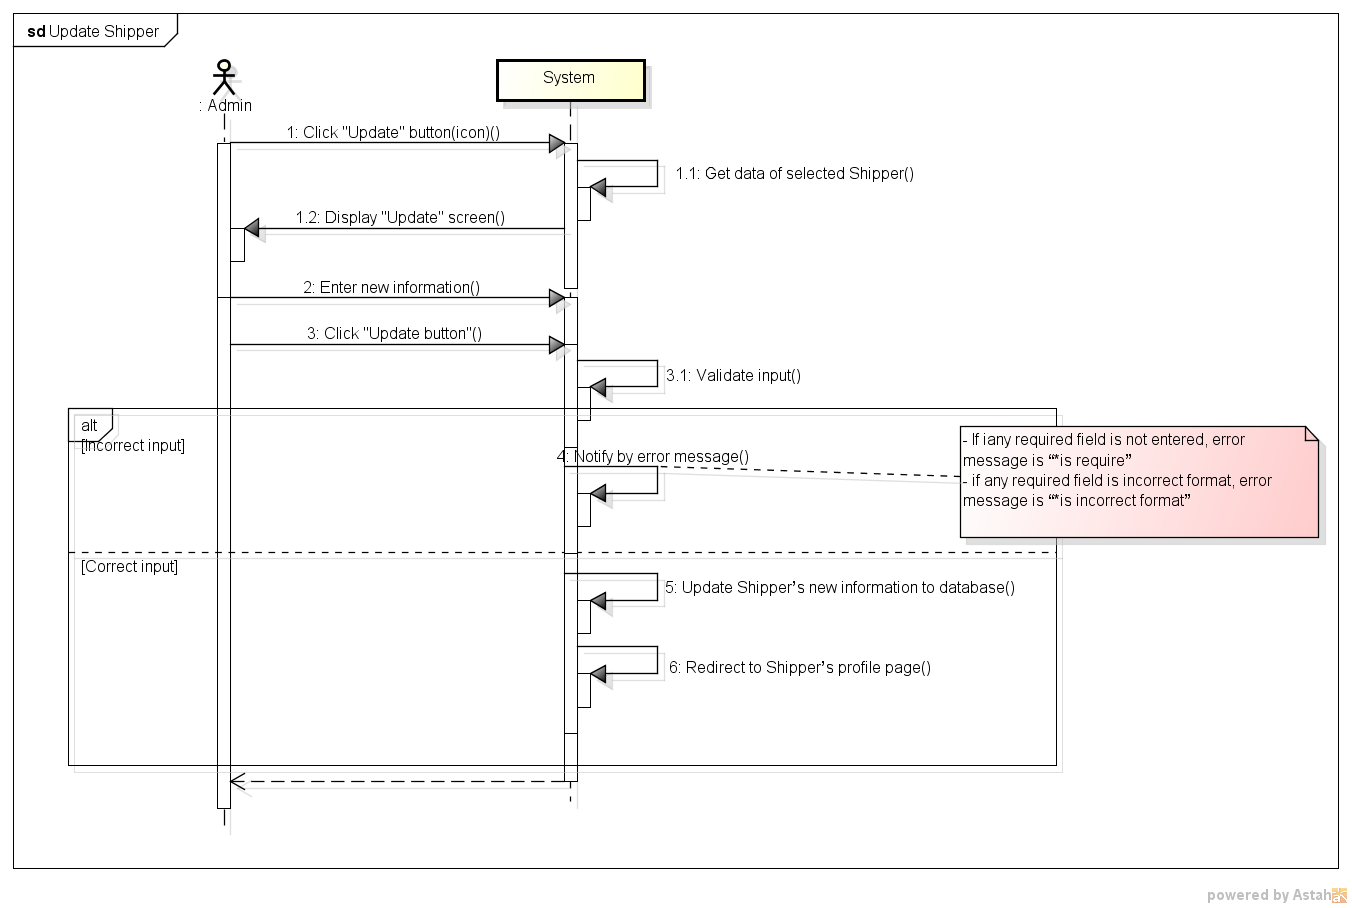 sd Update Shipper
: Admin
System
1: Click "Update" button(icon)()
1.1: Get data of selected Shipper()
1.2: Display "Update" screen()
2: Enter new information()
3: Click "Update button"()
3.1: Validate input()
alt
[Incorrect input]
4: Notify by error message()
- If iany required field is not entered, error
message is “*is require”
- if any required field is incorrect format, error
message is “*is incorrect format”
[Correct input]
5: Update Shipper’s new information to database()
6: Redirect to Shipper’s profile page()
powered by Astah